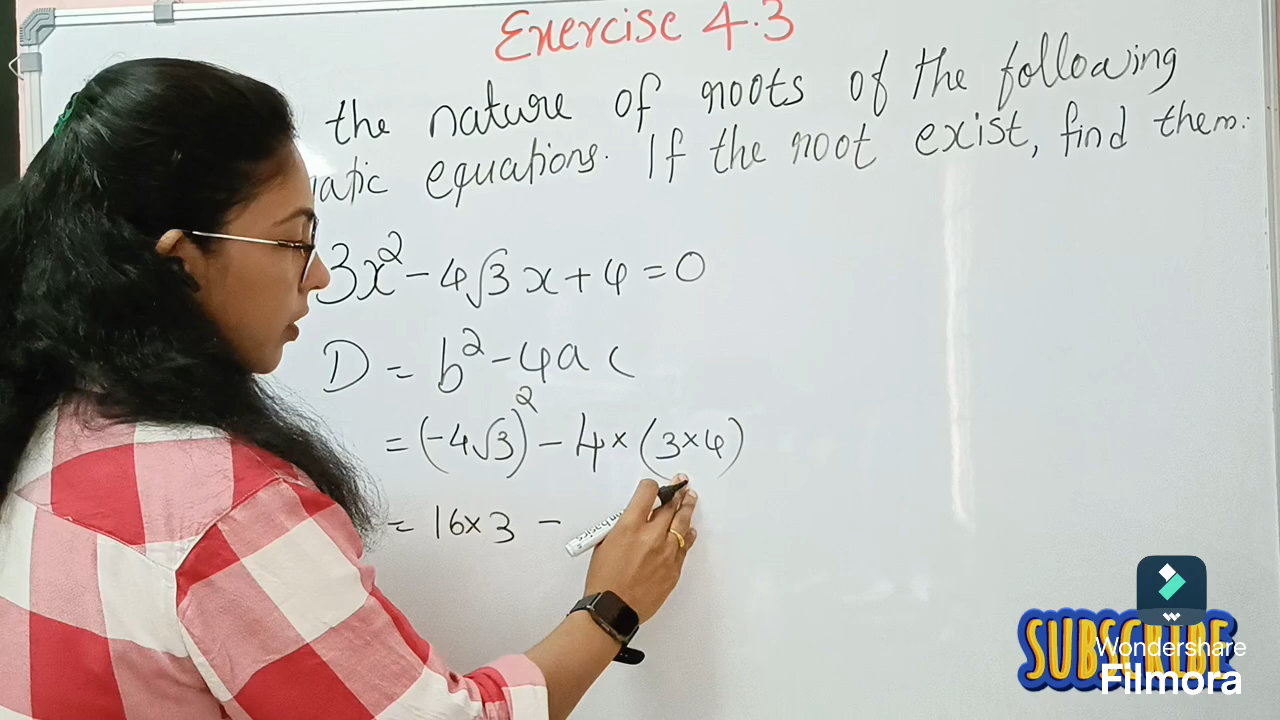 Exercise 4.3
the nature of roots of the following
equations. If the root exist, find them:
3x² - 4√3 x + 4 = 0
D = b² - 4ac
= (-4√3)² - 4 × (3×4)
= 16×3 -
SUBSCRIBE
Wondershare
Filmora